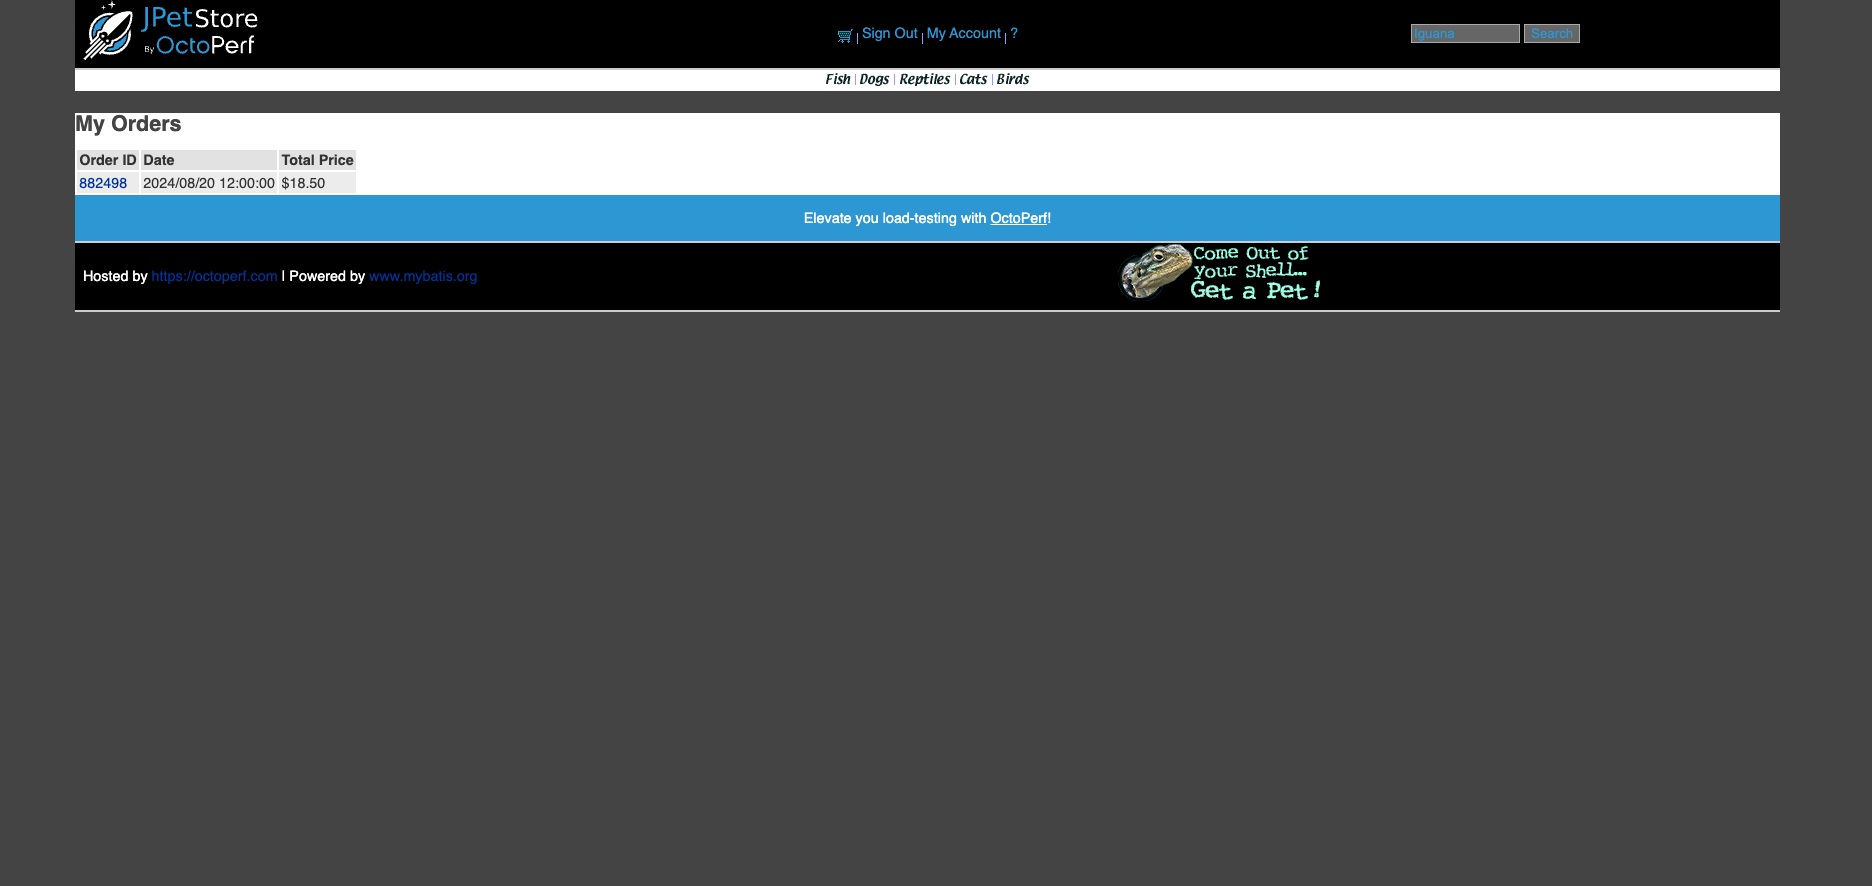 JPetStore
By OctoPerf
Sign Out | My Account | ?
Iguana
Search
Fish | Dogs | Reptiles | Cats | Birds
My Orders
Order ID Date Total Price
882498 2024/08/20 12:00:00 $18.50
Elevate you load-testing with OctoPerf!
Hosted by https://octoperf.com | Powered by www.mybatis.org
Come Out of
your Shell...
Get a Pet!